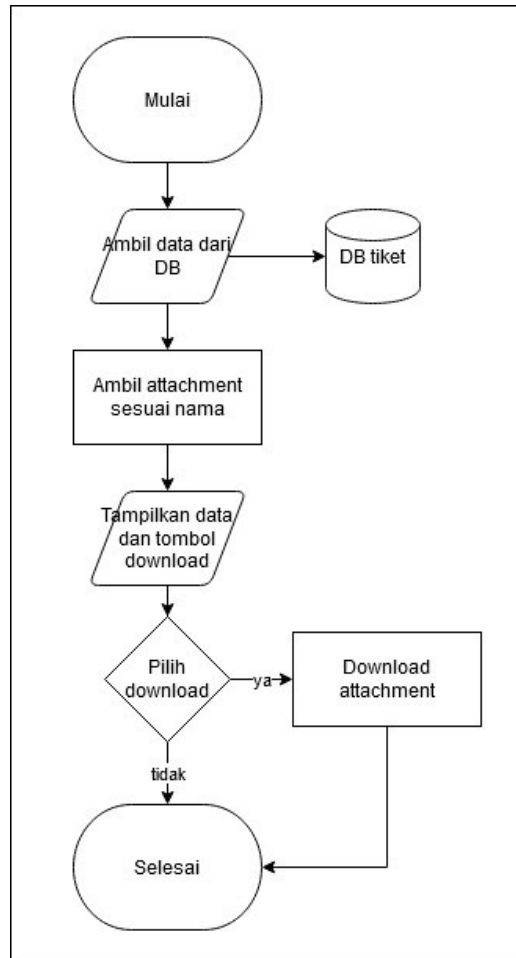 Mulai
Ambil data dari
DB
DB tiket
Ambil attachment
sesuai nama
Tampilkan data
dan tombol
download
Pilih
download
ya
Download
attachment
tidak
Selesai